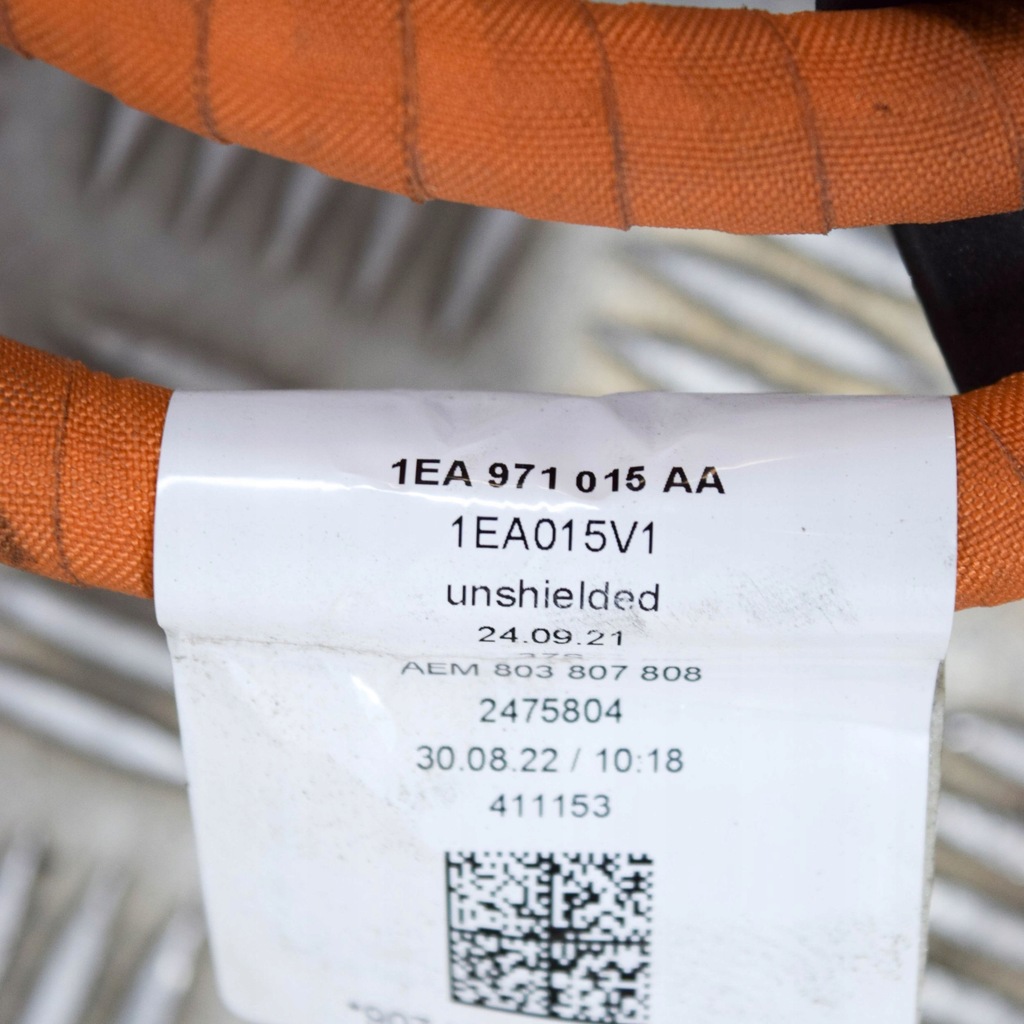 1EA 971 015 AA
1EA015V1
unshielded
24.09.21
AEM 803 807 808
2475804
30.08.22 / 10:18
411153